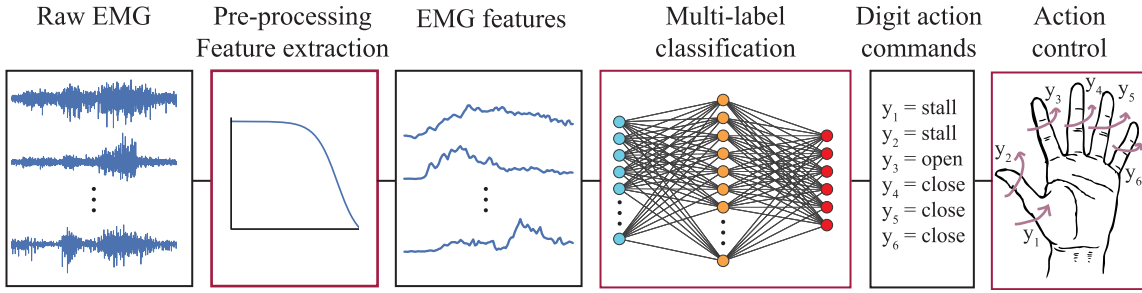 Raw EMG
Pre-processing
Feature extraction
EMG features
Multi-label
classification
Digit action
commands
Action
control
y₁ = stall
y₂ = stall
y₃ = open
y₄ = close
y₅ = close
y₆ = close
y₃
y₄
y₅
y₂
y₆
y₁